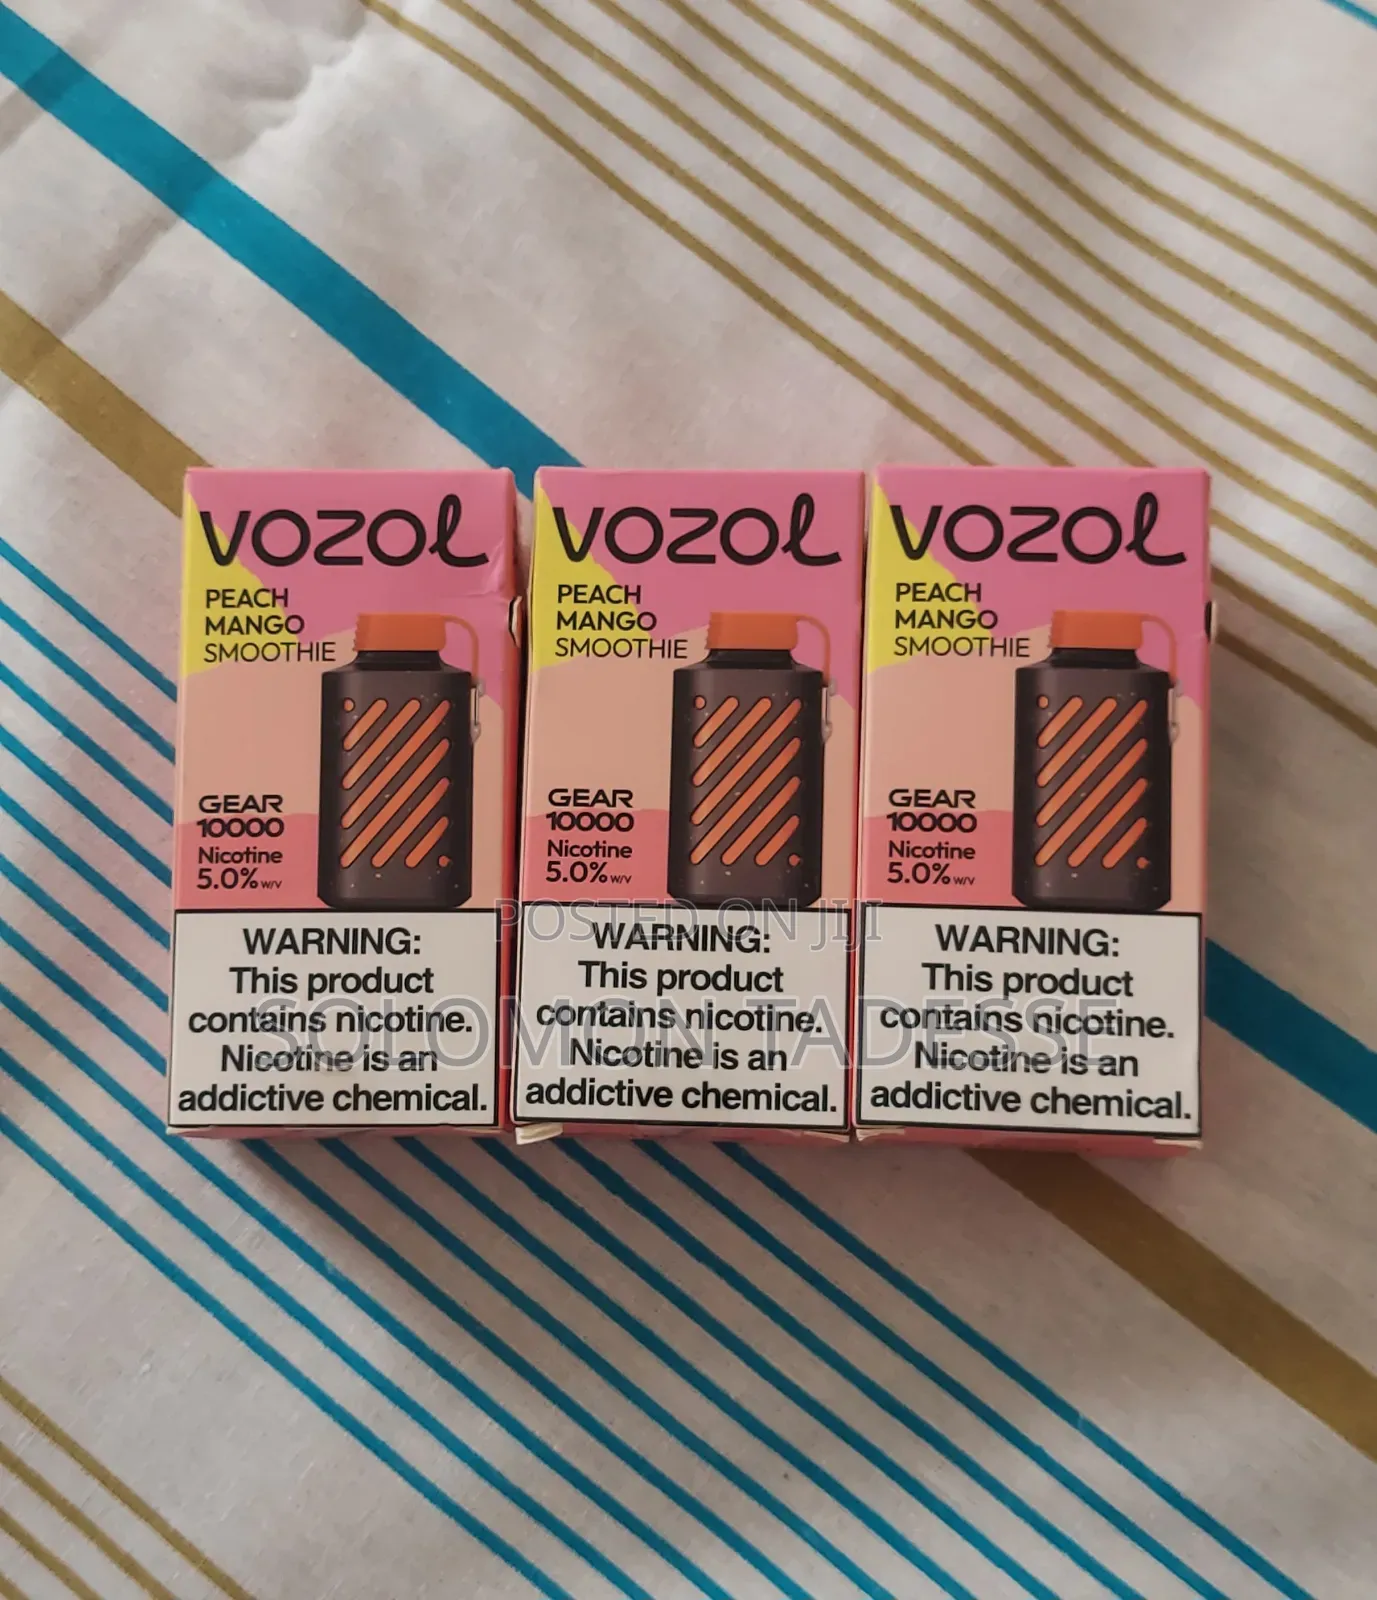 VOZOL
PEACH
MANGO
SMOOTHIE
GEAR
10000
Nicotine
5.0% w/v
WARNING:
This product
contains nicotine.
Nicotine is an
addictive chemical.
VOZOL
PEACH
MANGO
SMOOTHIE
GEAR
10000
Nicotine
5.0% w/v
WARNING:
This product
contains nicotine.
Nicotine is an
addictive chemical.
VOZOL
PEACH
MANGO
SMOOTHIE
GEAR
10000
Nicotine
5.0% w/v
WARNING:
This product
contains nicotine.
Nicotine is an
addictive chemical.
POSTED ON JIJI
SOLOMON TADESSE